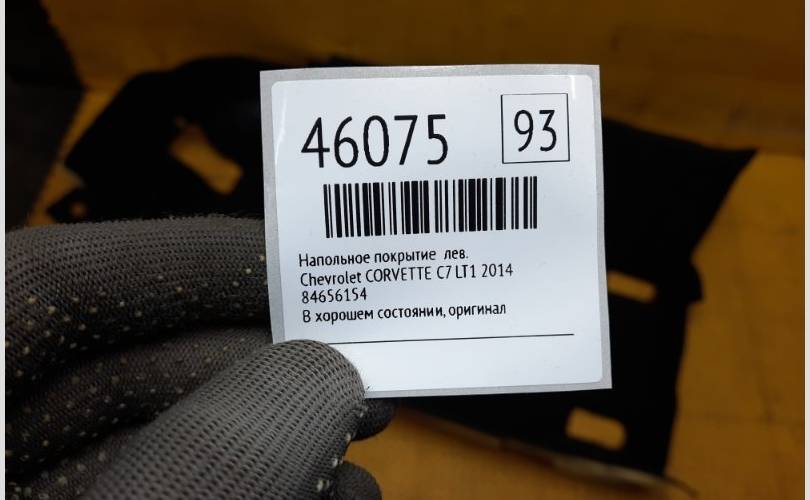 46075
93
Напольное покрытие лев.
Chevrolet CORVETTE C7 LT1 2014
84656154
В хорошем состоянии, оригинал